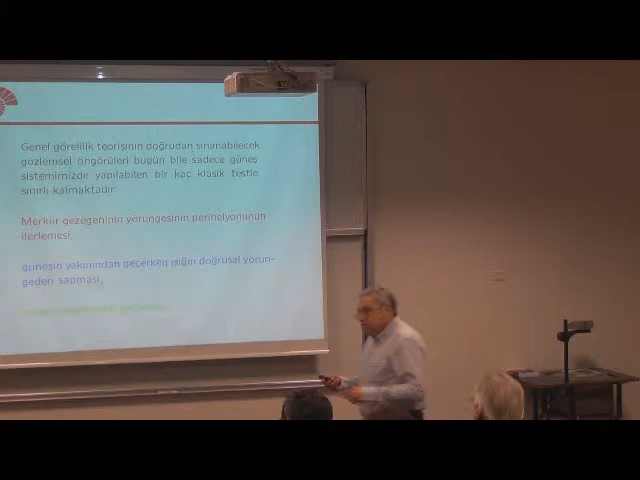 Genel görelilik teorisinin doğrudan sınanabilecek
gözlemsel öngörüleri bugün bile sadece güneş
sistemimizde yapılabilen bir kaç klasik testle
sınırlı kalmaktadır
Merkür gezegeninin yörüngesinin perihelyonunun
ilerlemesi,
güneşin yakınından geçerken ışığın doğrusal yörün-
geden sapması,